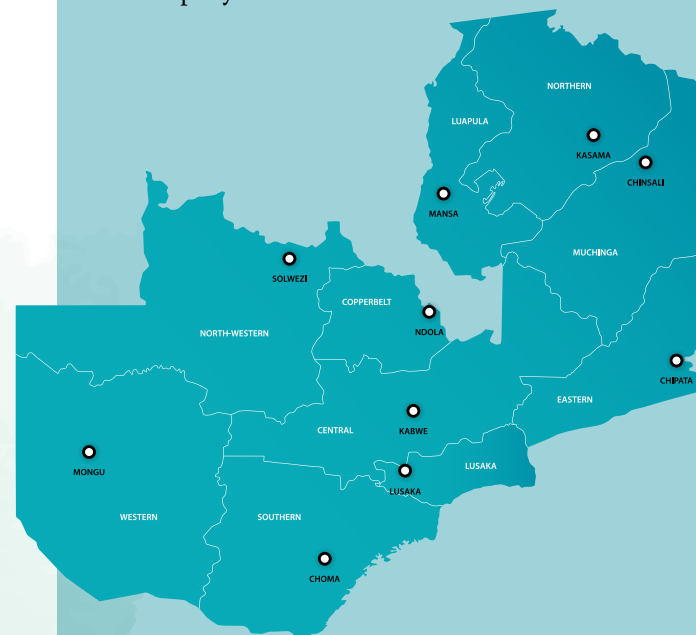 NORTHERN
LUAPULA
KASAMA
CHINSALI
MANSA
MUCHINGA
SOLWEZI
COPPERBELT
NDOLA
NORTH-WESTERN
CHIPATA
EASTERN
CENTRAL
KABWE
LUSAKA
MONGU
LUSAKA
WESTERN
SOUTHERN
CHOMA